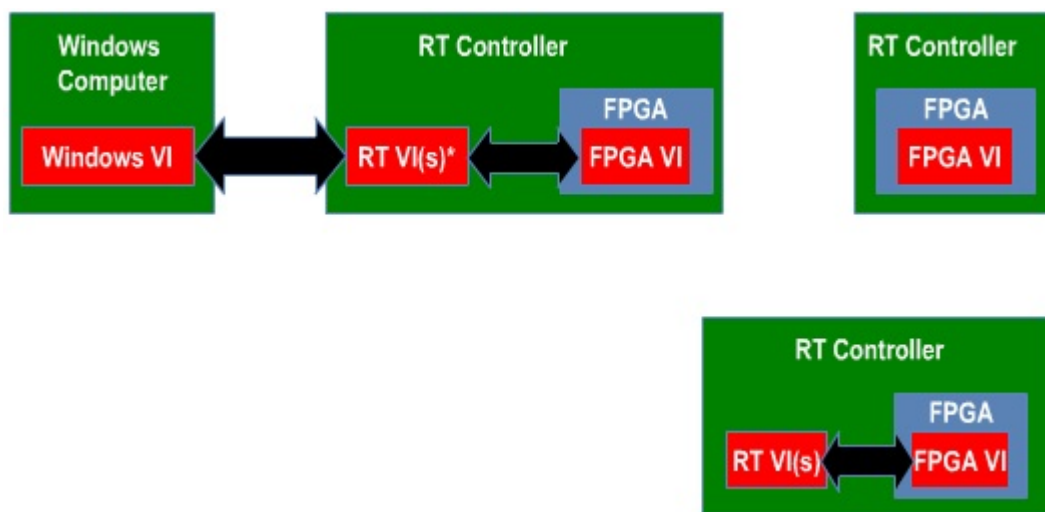 Windows
Computer
Windows VI
RT Controller
RT VI(s)*
FPGA
FPGA VI
RT Controller
FPGA
FPGA VI
RT Controller
RT VI(s)
FPGA
FPGA VI